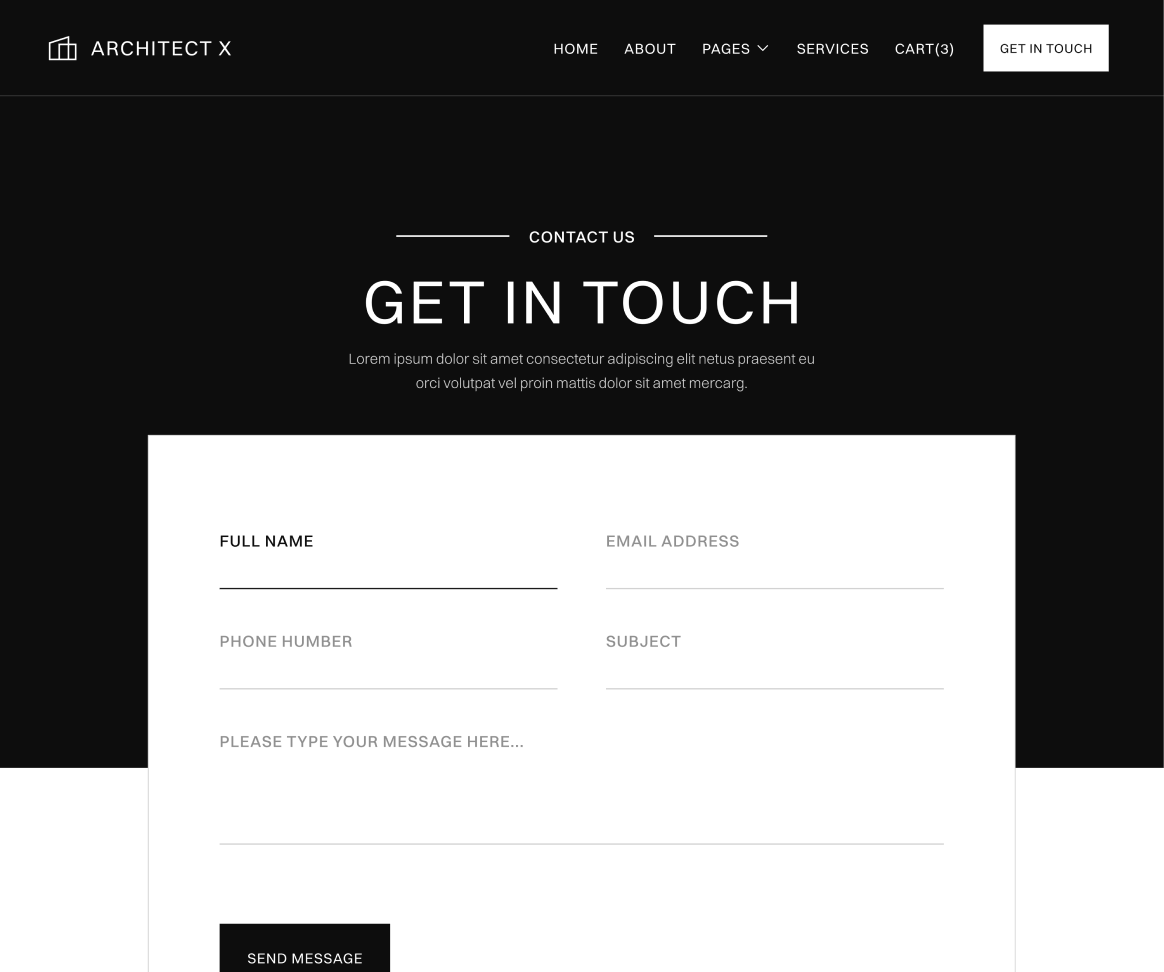 ARCHITECT X
HOME ABOUT PAGES SERVICES CART(3) GET IN TOUCH
CONTACT US
GET IN TOUCH
Lorem ipsum dolor sit amet consectetur adipiscing elit netus praesent eu
orci volutpat vel proin mattis dolor sit amet mercarg.
FULL NAME
EMAIL ADDRESS
PHONE HUMBER
SUBJECT
PLEASE TYPE YOUR MESSAGE HERE...
SEND MESSAGE